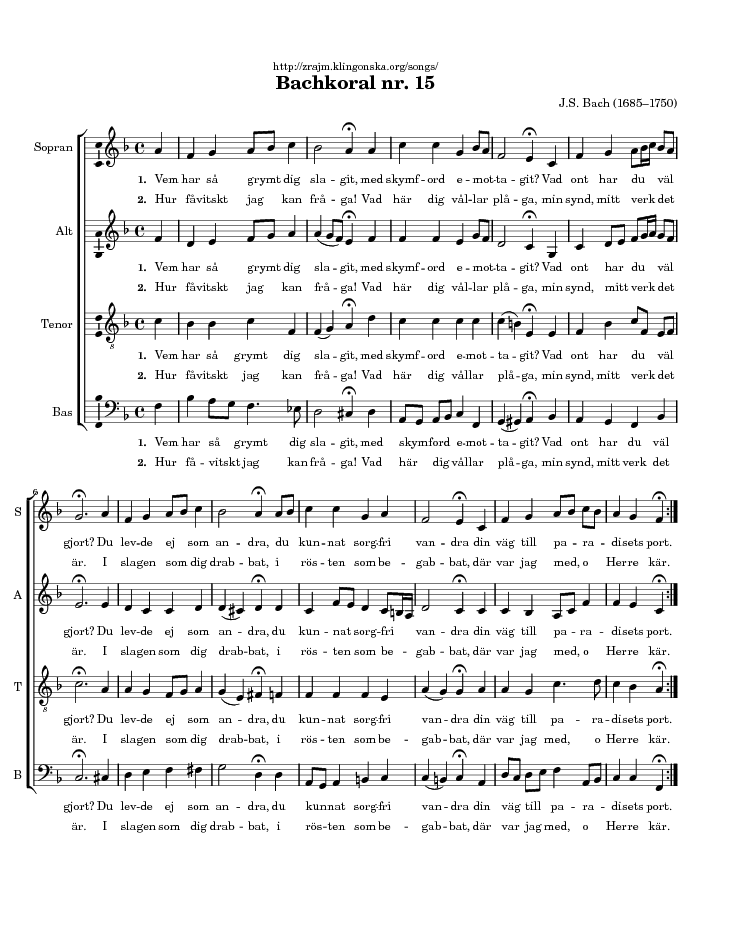 http://zrajm.klingonska.org/songs/
Bachkoral nr. 15
J.S. Bach (1685–1750)
Sopran
1. Vem har så grymt dig sla - git, med skymf - ord e - mot - ta - git? Vad ont har du väl
2. Hur fåvitskt jag kan frå - ga! Vad här dig vål - lar plå - ga, min synd, mitt verk det
Alt
1. Vem har så grymt dig sla - git, med skymf - ord e - mot - ta - git? Vad ont har du väl
2. Hur fåvitskt jag kan frå - ga! Vad här dig vål - lar plå - ga, min synd, mitt verk det
Tenor
8
1. Vem har så grymt dig sla - git, med skymf - ord e - mot - ta - git? Vad ont har du väl
2. Hur fåvitskt jag kan frå - ga! Vad här dig vållar plå - ga, min synd, mitt verk det
Bas
1. Vem har så grymt dig sla - git, med skymford e - mot - ta - git? Vad ont har du väl
2. Hur få - vitskt jag kan frå - ga! Vad här dig vållar plå - ga, min synd, mitt verk det
6
S
gjort? Du lev - de ej som an - dra, du kun - nat sorg - fri van - dra din väg till pa - ra - disets port.
är. I slagen som dig drab - bat, i rös - ten som be - gab - bat, där var jag med, o Herre kär.
A
gjort? Du lev - de ej som an - dra, du kun - nat sorg - fri van - dra din väg till pa - ra - disets port.
är. I slagen som dig drab - bat, i rös - ten som be - gab - bat, där var jag med, o Herre kär.
T
8
gjort? Du lev - de ej som an - dra, du kun - nat sorg - fri van - dra din väg till pa - ra - disets port.
är. I slagen som dig drab - bat, i rös - ten som be - gab - bat, där var jag med, o Herre kär.
B
gjort? Du lev - de ej som an - dra, du kunnat sorg - fri van - dra din väg till pa - ra - disets port.
är. I slagen som dig drab - bat, i rös - ten som be - gab - bat, där var jag med, o Herre kär.